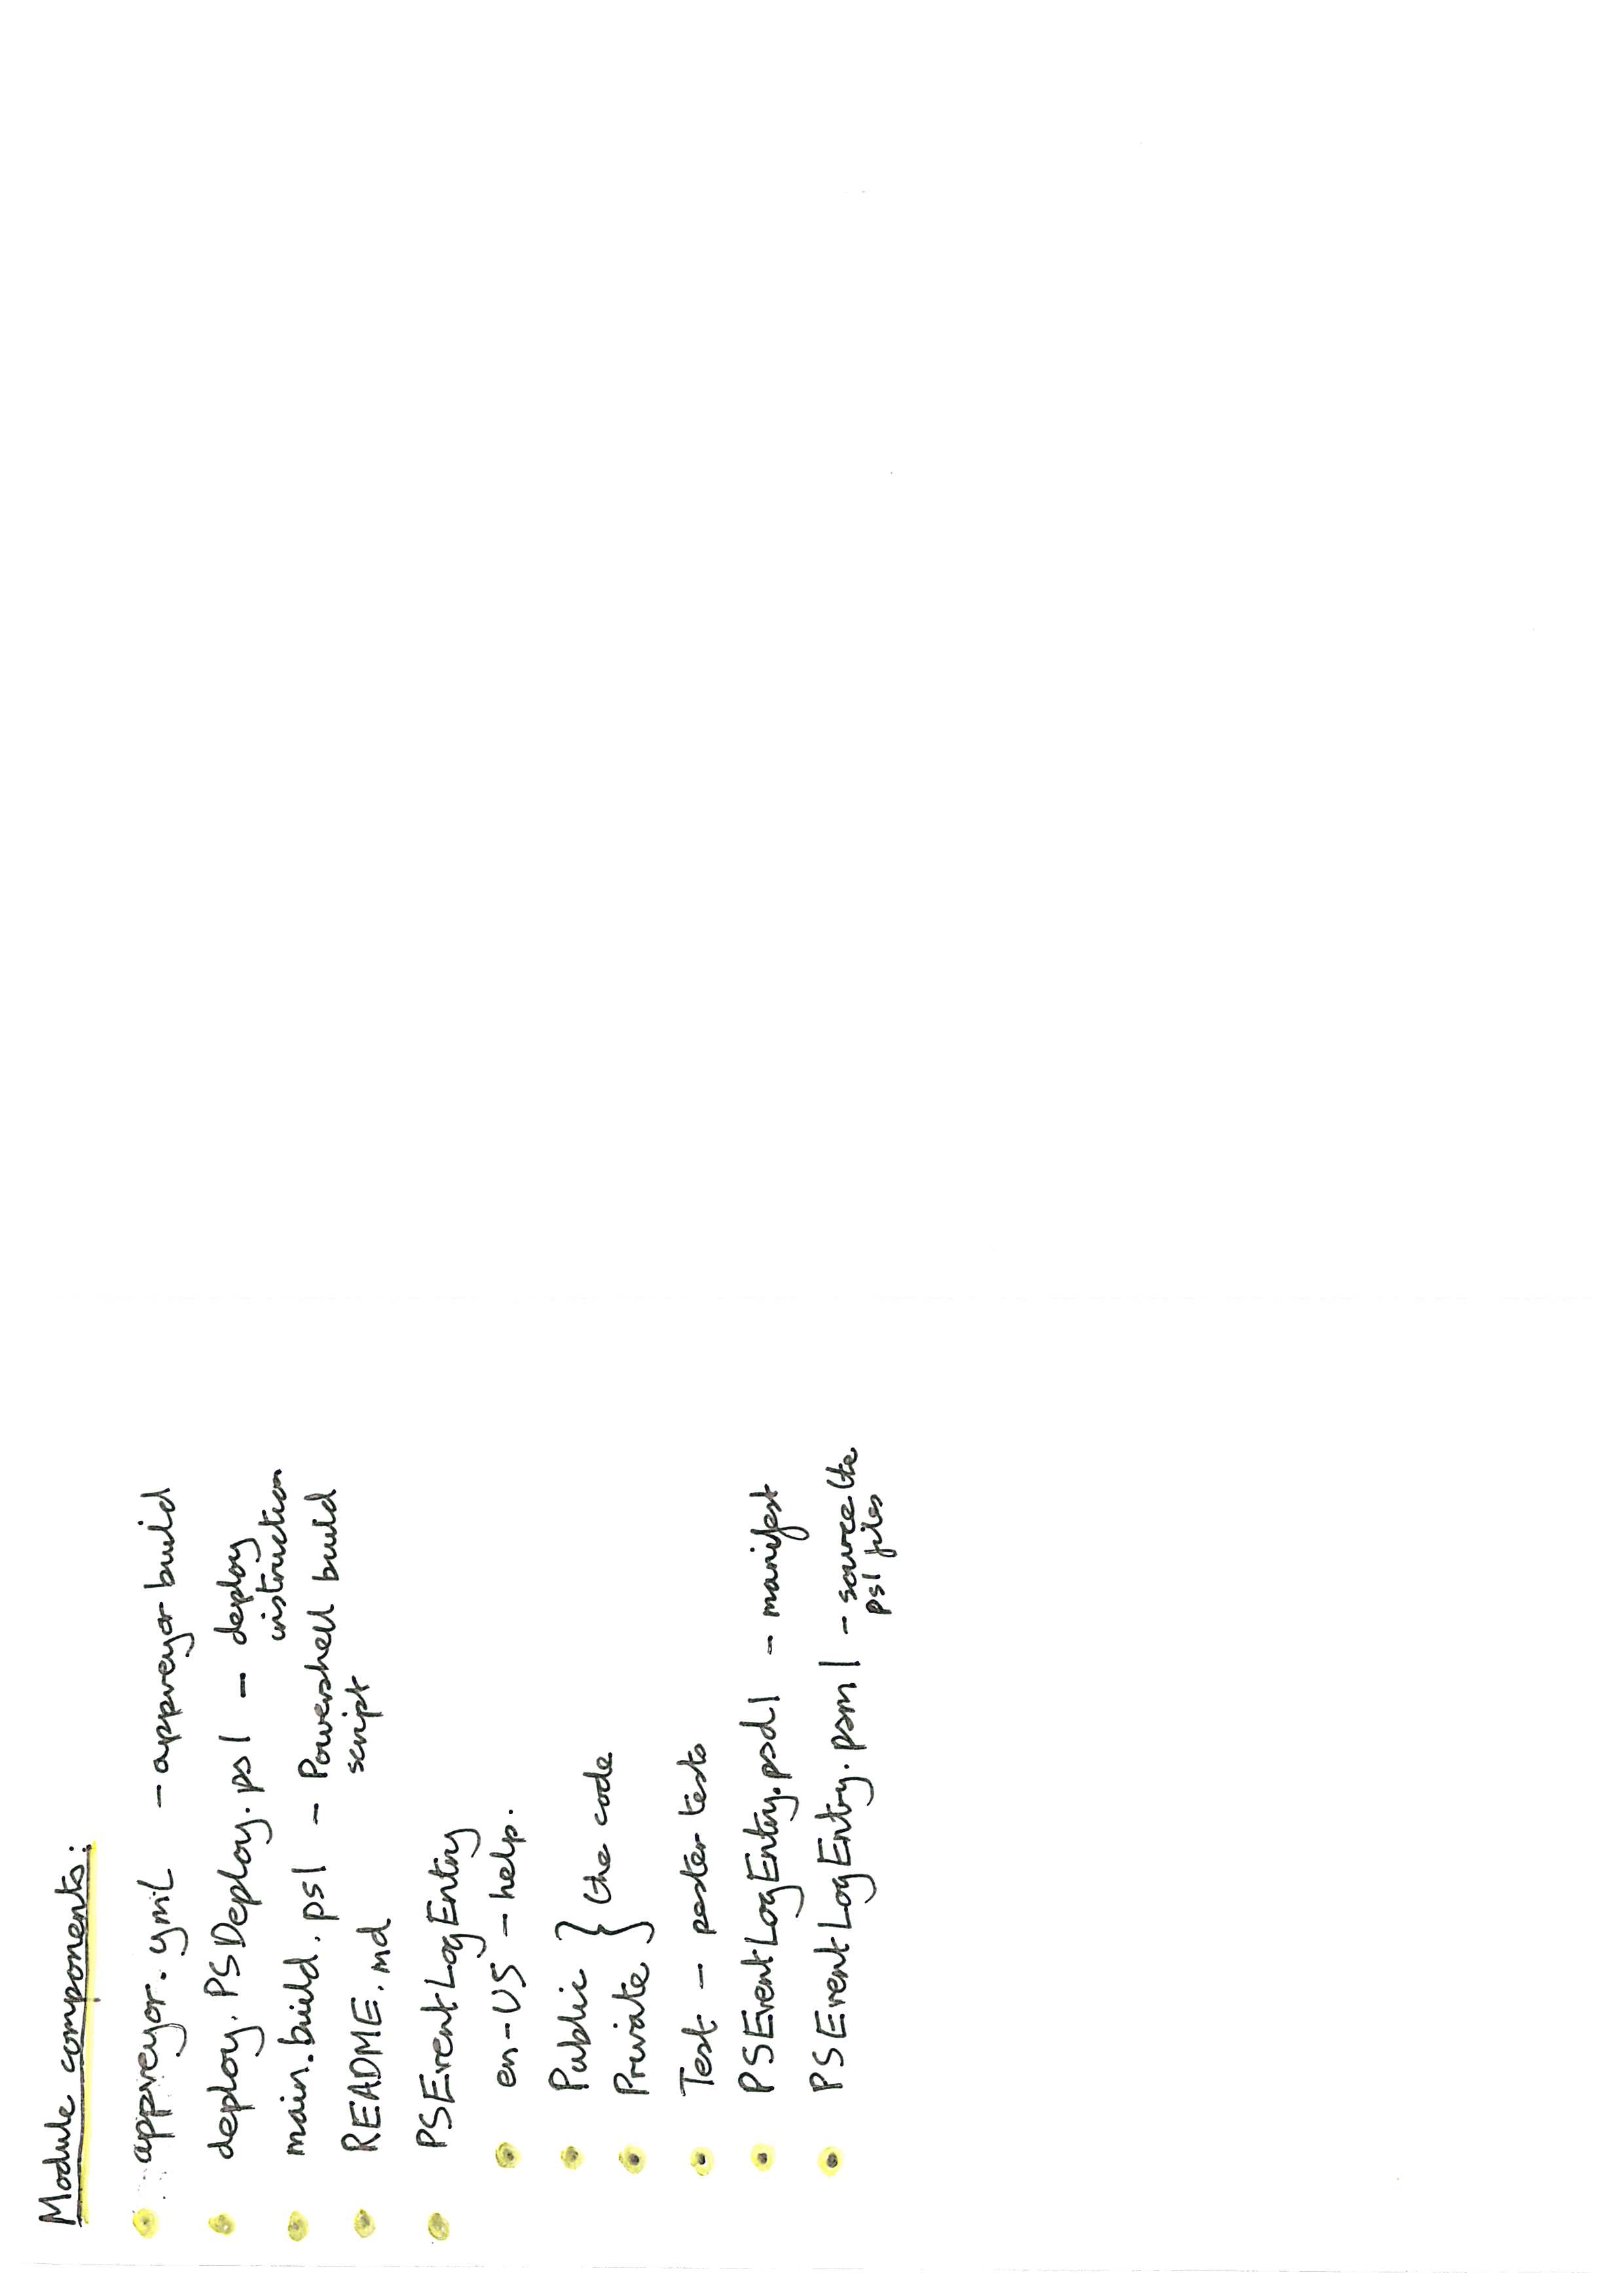 Module components:
appveyor.yml - appveyor build
deploy.PSDeploy.ps1 - deploy
instruction
main.build.ps1 - Powershell build
script
README.md
PSEventLogEntry
en-US - help.
Public
} the code
Private
Test - pester tests
PSEventLogEntry.psd1 - manifest
PSEventLogEntry.psm1 - source the
ps1 files